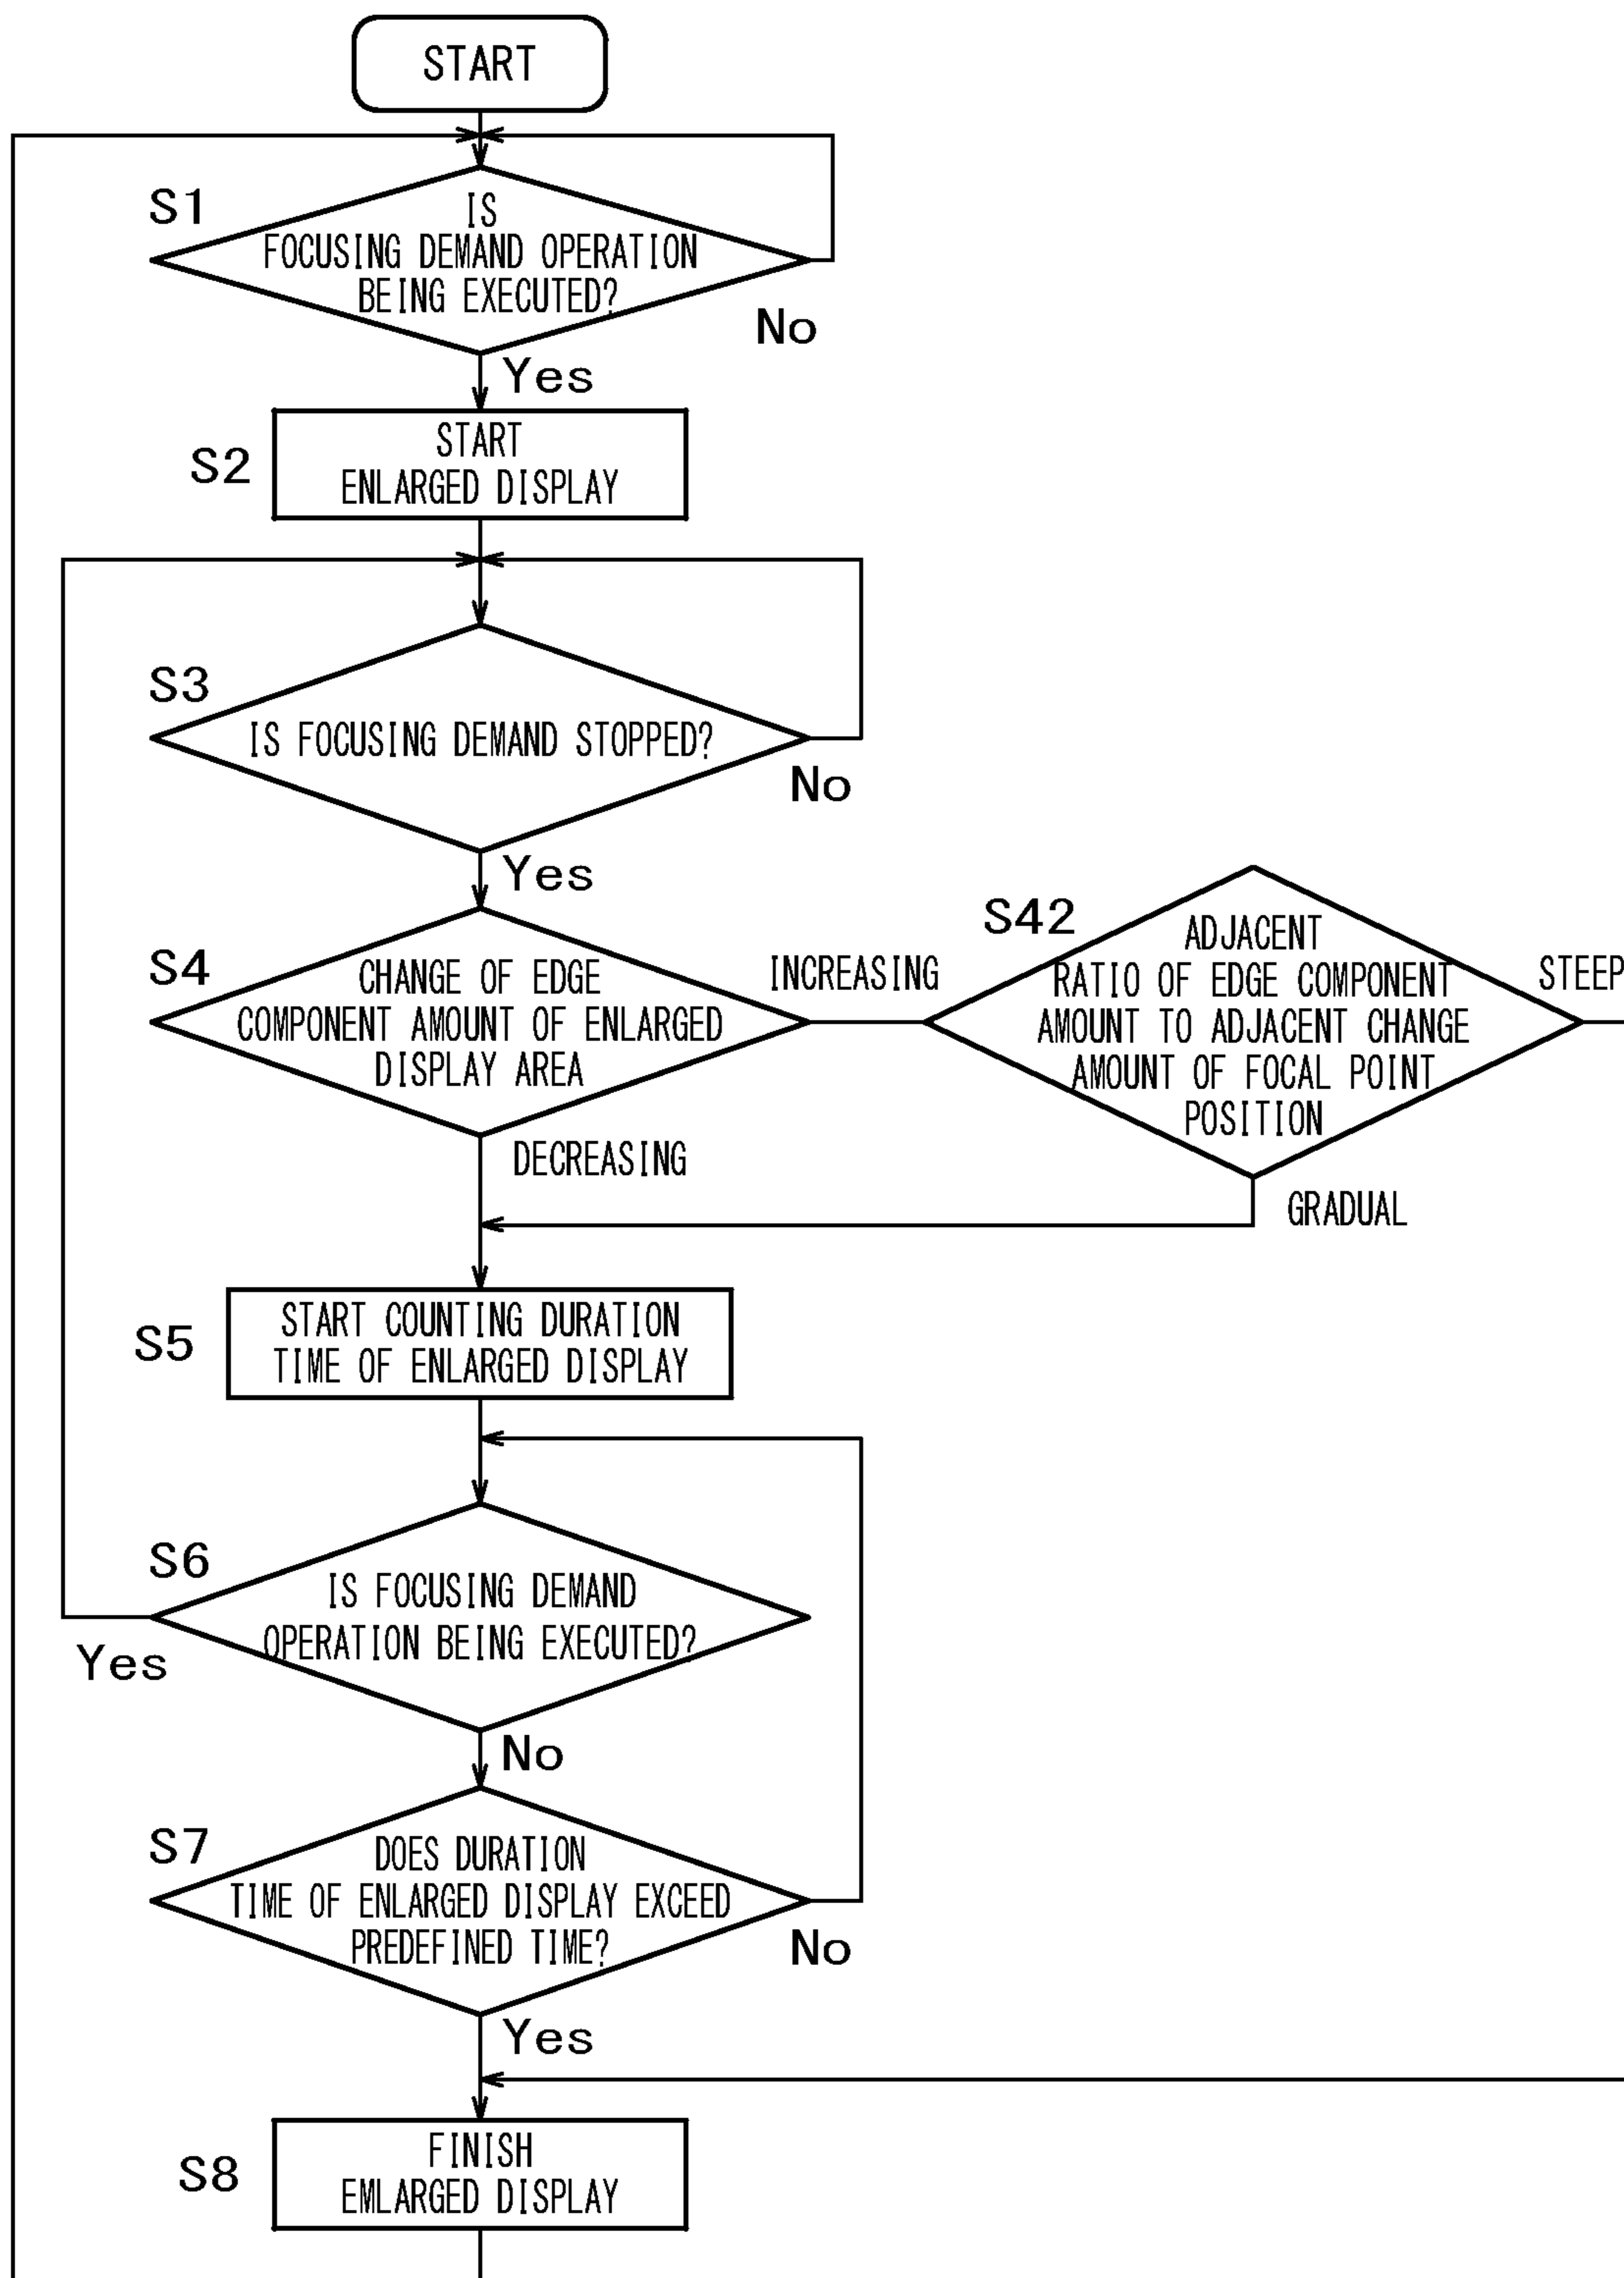 START
S1
IS
FOCUSING DEMAND OPERATION
BEING EXECUTED?
No
Yes
S2
START
ENLARGED DISPLAY
S3
IS FOCUSING DEMAND STOPPED?
No
Yes
S4
CHANGE OF EDGE
COMPONENT AMOUNT OF ENLARGED
DISPLAY AREA
INCREASING
S42
ADJACENT
RATIO OF EDGE COMPONENT
AMOUNT TO ADJACENT CHANGE
AMOUNT OF FOCAL POINT
POSITION
STEEP
DECREASING
GRADUAL
S5
START COUNTING DURATION
TIME OF ENLARGED DISPLAY
S6
IS FOCUSING DEMAND
OPERATION BEING EXECUTED?
Yes
No
S7
DOES DURATION
TIME OF ENLARGED DISPLAY EXCEED
PREDEFINED TIME?
No
Yes
S8
FINISH
EMLARGED DISPLAY